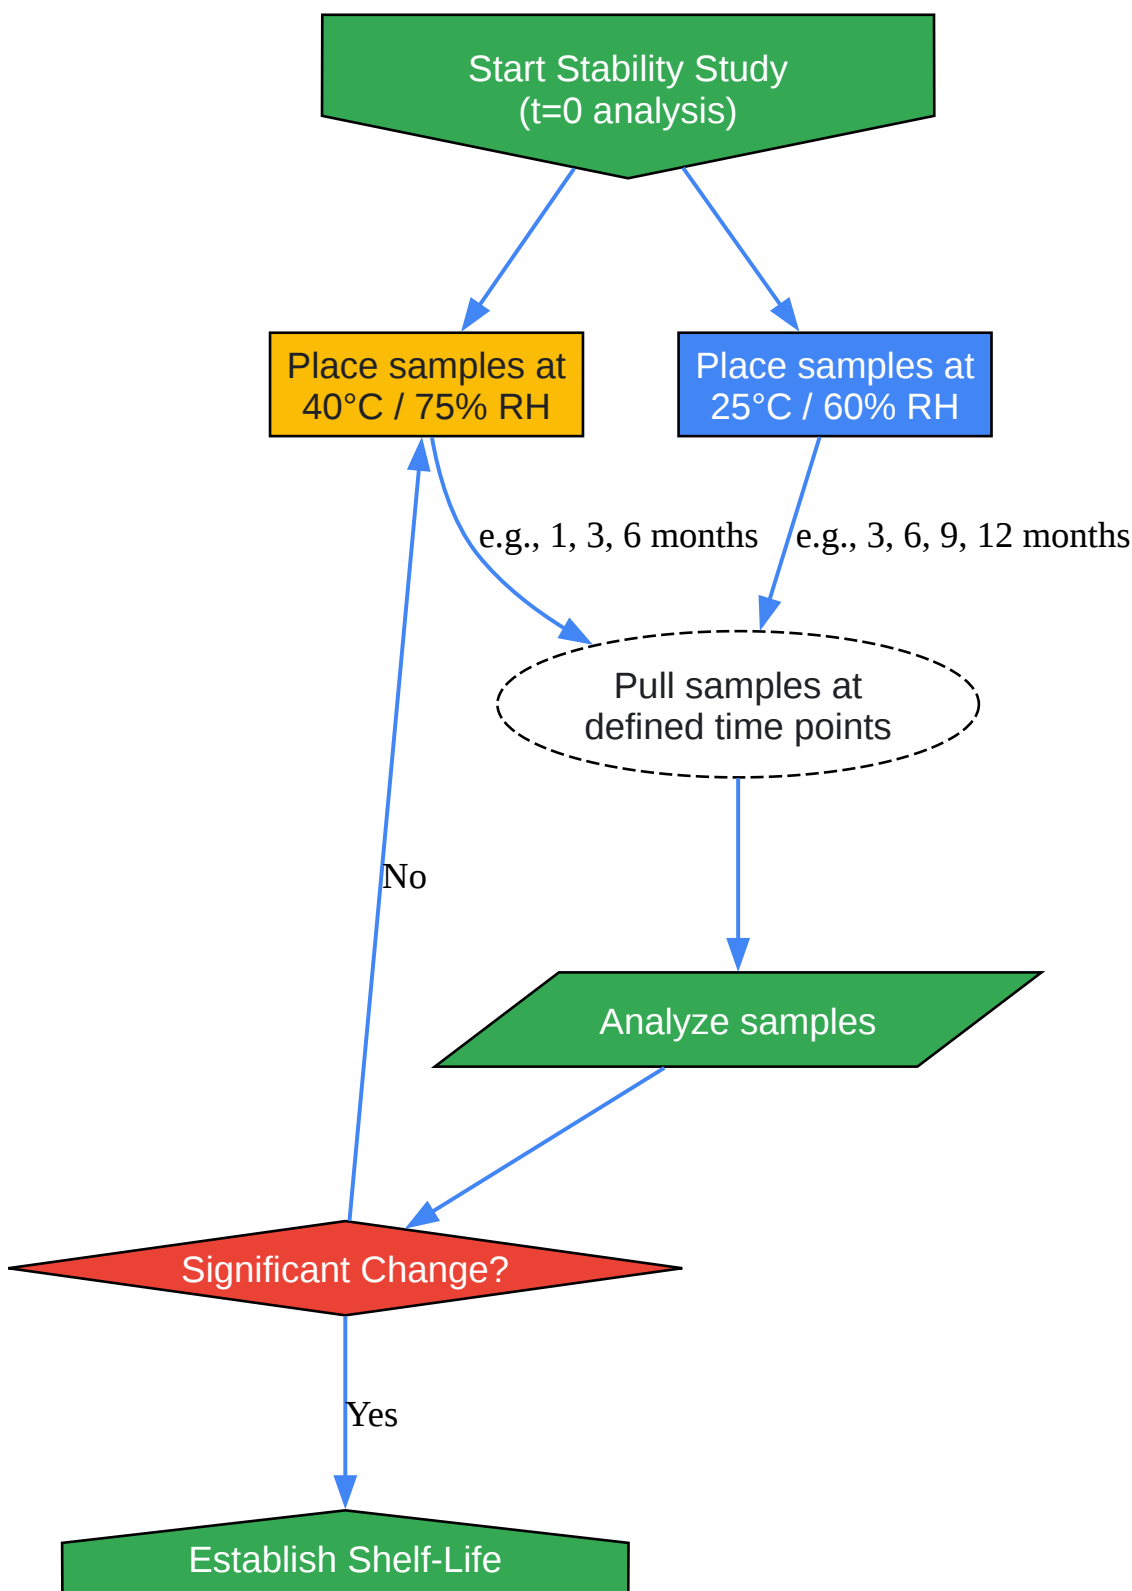 Start Stability Study
(t=0 analysis)
Place samples at
40°C / 75% RH
Place samples at
25°C / 60% RH
e.g., 1, 3, 6 months
e.g., 3, 6, 9, 12 months
Pull samples at
defined time points
No
Analyze samples
Significant Change?
Yes
Establish Shelf-Life